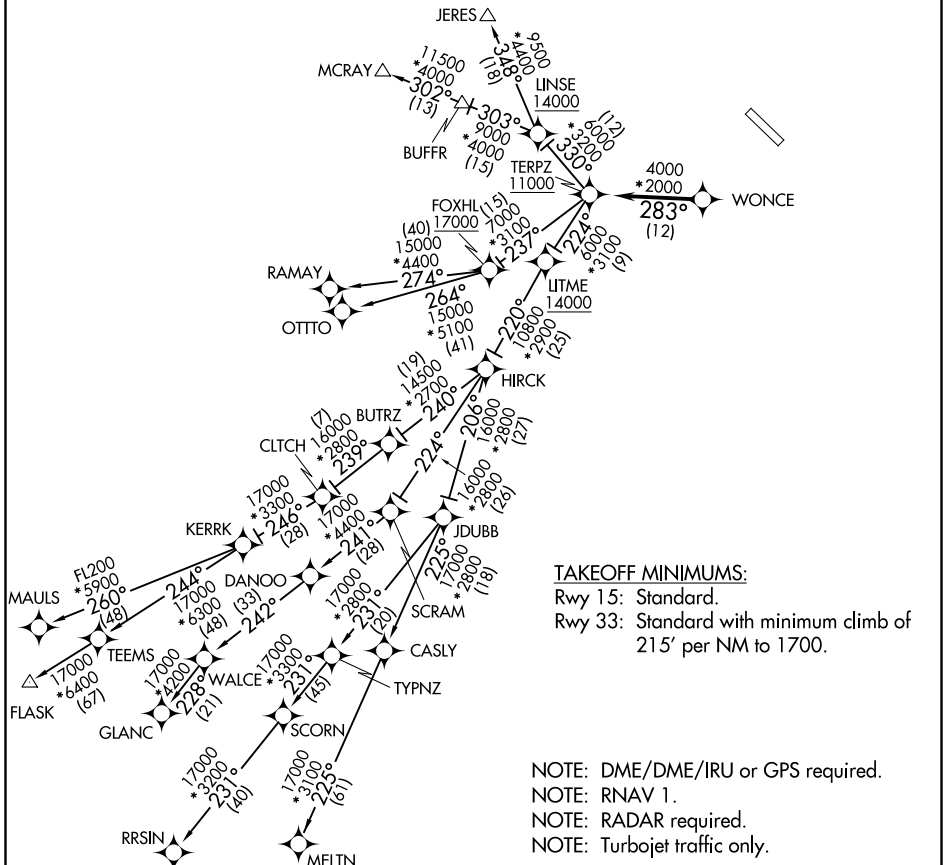 JERES
9500
*4400
348°
(18)
MCRAY
11500
*4000
302°
(13)
BUFFR
303°
9000
*4000
(15)
LINSE
14000
(12)
6000
*3200
330°
TERPZ
11000
4000
*2000
283°
(12)
WONCE
FOXHL
17000
(15)
7000
*3100
237°
224°
6000
*3100
(9)
LITME
14000
(40)
15000
*4400
274°
RAMAY
OTTTO
264°
15000
*5100
(41)
220°
10800
*2900
(25)
HIRCK
(19)
14500
*2700
240°
BUTRZ
206°
16000
*2800
(27)
224°
16000
*2800
(26)
(7)
16000
*2800
239°
CLTCH
17000
*3300
246°
(28)
KERRK
17000
*4400
241°
(28)
SCRAM
JDUBB
225°
17000
*2800
(18)
DANOO
FL200
*5900
260°
(48)
MAULS
244°
17000
*6300
(48)
TEEMS
17000
*6400
(67)
FLASK
(33)
242°
WALCE
17000
*4200
228°
(21)
GLANC
17000
*2800
231°
(20)
TYPNZ
CASLY
17000
*3300
231°
(45)
SCORN
17000
*3200
231°
(40)
RRSIN
17000
*3100
225°
(61)
MELTN
TAKEOFF MINIMUMS:
Rwy 15: Standard.
Rwy 33: Standard with minimum climb of
215' per NM to 1700.
NOTE: DME/DME/IRU or GPS required.
NOTE: RNAV 1.
NOTE: RADAR required.
NOTE: Turbojet traffic only.